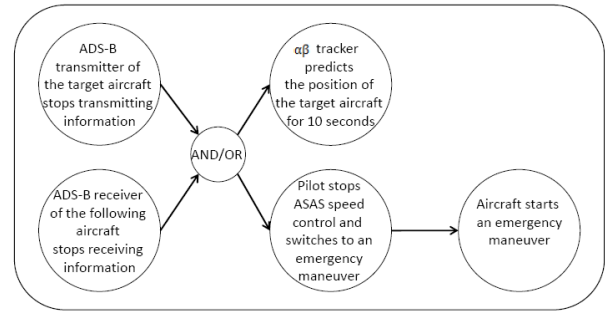 ADS-B
transmitter of
the target aircraft
stops transmitting
information
αβ tracker
predicts
the position of
the target aircraft
for 10 seconds
AND/OR
ADS-B receiver
of the following
aircraft
stops receiving
information
Pilot stops
ASAS speed
control and
switches to an
emergency
maneuver
Aircraft starts
an emergency
maneuver